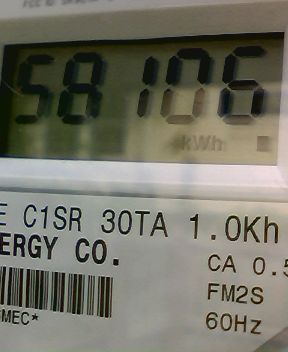 58106
kWh
E C1SR 30TA 1.0Kh
ERGY CO.
CA 0.5
FM2S
60Hz
MEC*